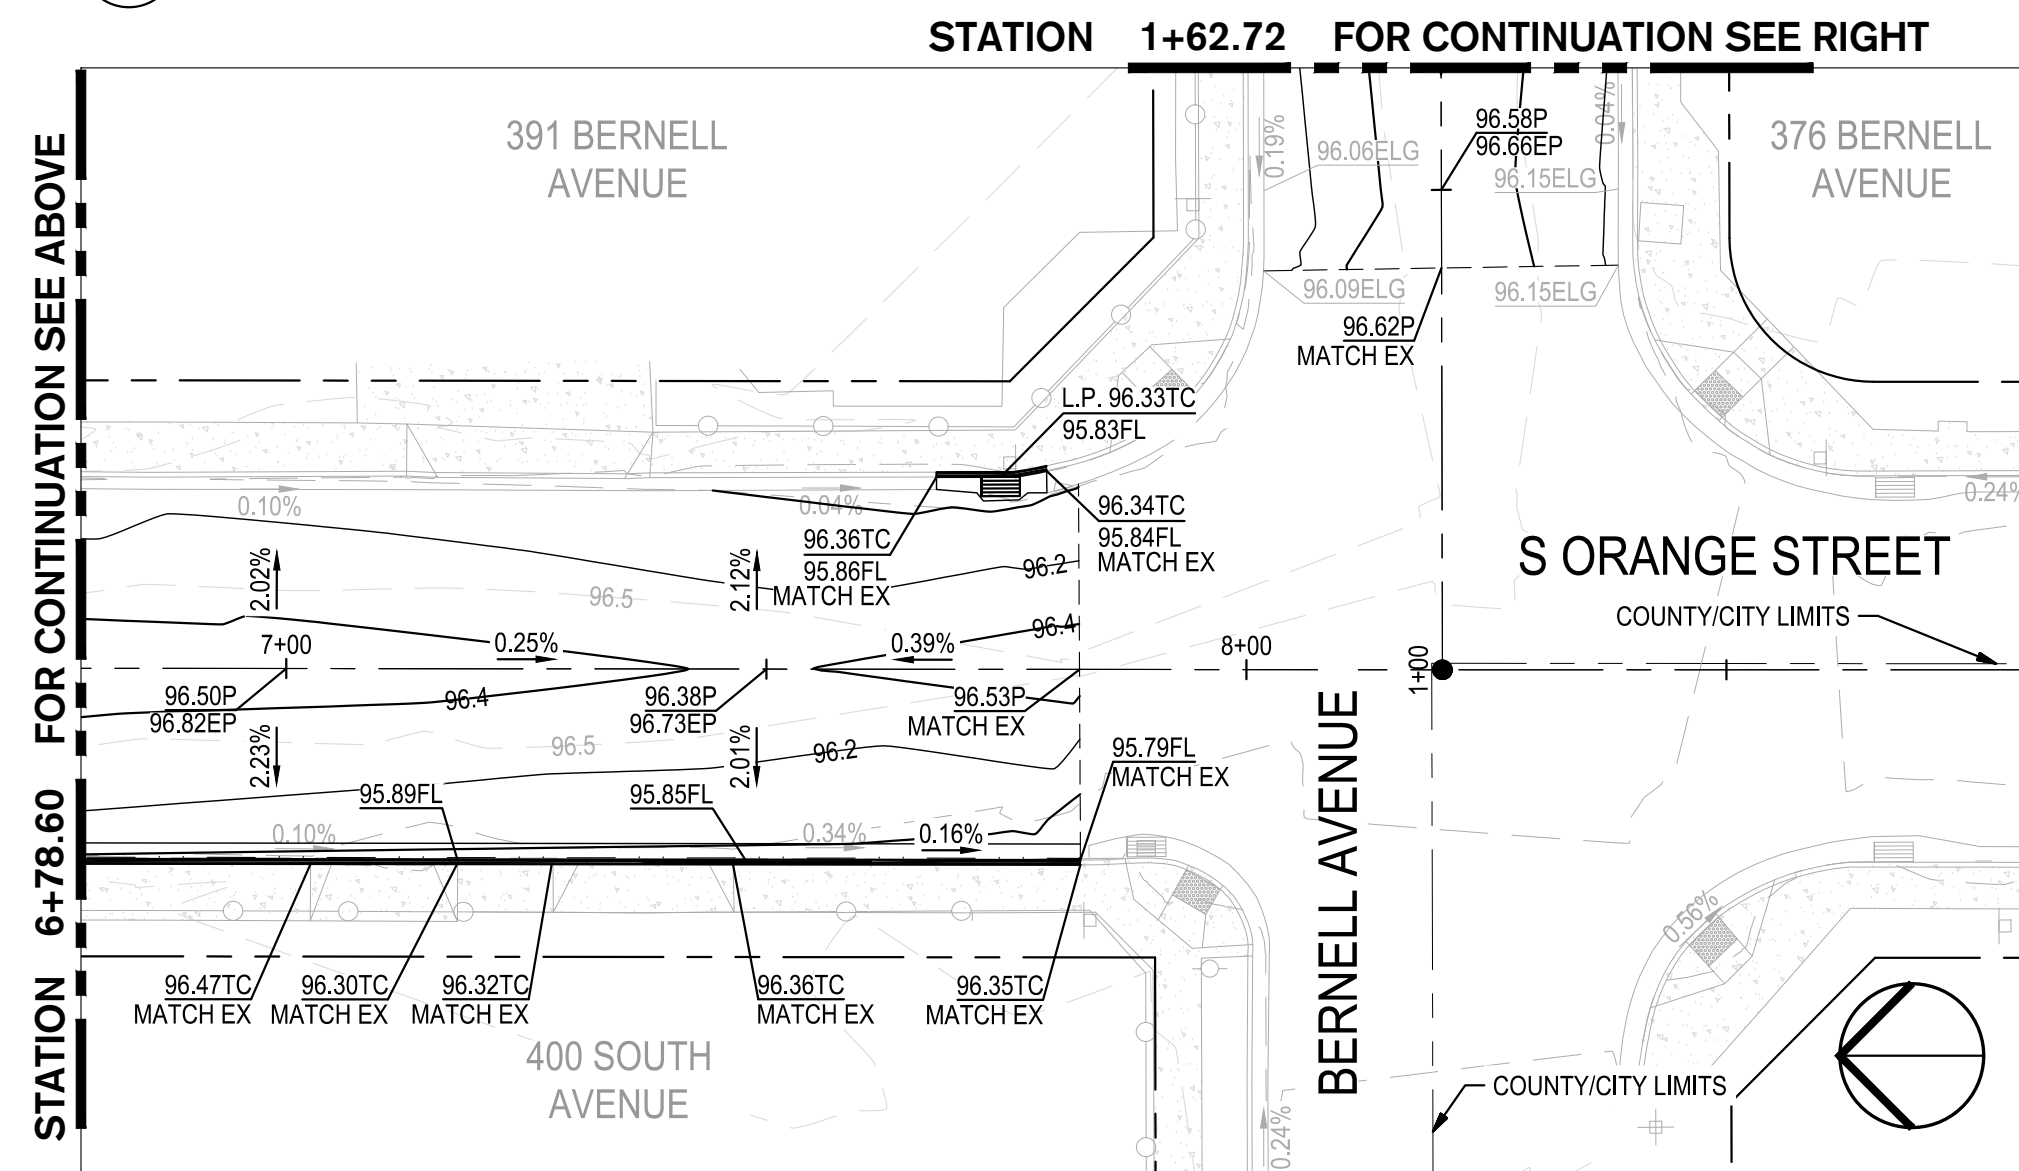 STATION 1+62.72 FOR CONTINUATION SEE RIGHT
STATION 6+78.60 FOR CONTINUATION SEE ABOVE
391 BERNELL
AVENUE
0.19%
96.06ELG
96.58P
96.66EP
0.04%
96.15ELG
376 BERNELL
AVENUE
96.09ELG
96.15ELG
96.62P
MATCH EX
L.P. 96.33TC
95.83FL
0.10%
0.04%
96.36TC
95.86FL
MATCH EX
96.34TC
95.84FL
MATCH EX
0.24%
S ORANGE STREET
COUNTY/CITY LIMITS
2.02%
2.12%
96.2
96.5
96.4
7+00
0.25%
0.39%
8+00
1+00
96.50P
96.82EP
96.4
96.38P
96.73EP
96.53P
MATCH EX
2.23%
96.5
2.01%
96.2
95.79FL
MATCH EX
95.89FL
95.85FL
0.10%
0.34%
0.16%
BERNELL AVENUE
0.56%
96.47TC
MATCH EX
96.30TC
MATCH EX
96.32TC
MATCH EX
96.36TC
MATCH EX
96.35TC
MATCH EX
400 SOUTH
AVENUE
0.24%
COUNTY/CITY LIMITS